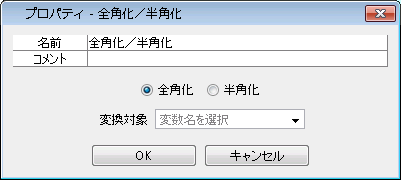 プロパティ - 全角化／半角化
名前 全角化／半角化
コメント
全角化 半角化
変換対象 変数名を選択
OK キャンセル